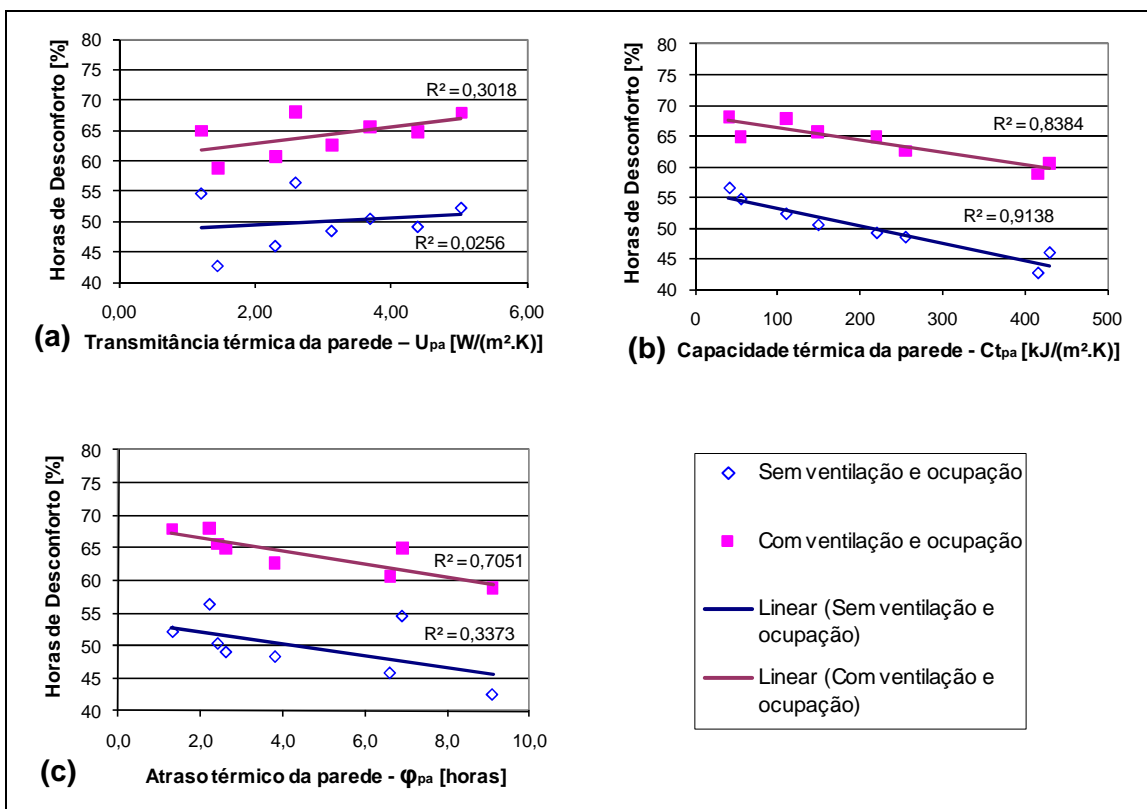 80
75
70
65
60
55
50
45
40
Horas de Desconforto [%]
R² = 0,3018
R² = 0,0256
0,00 2,00 4,00 6,00
(a)
Transmitância térmica da parede – Upa [W/(m².K)]
80
75
70
65
60
55
50
45
40
Horas de Desconforto [%]
R² = 0,8384
R² = 0,9138
0 100 200 300 400 500
(b)
Capacidade térmica da parede - Ctpa [kJ/(m².K)]
80
75
70
65
60
55
50
45
40
Horas de Desconforto [%]
R² = 0,7051
R² = 0,3373
0,0 2,0 4,0 6,0 8,0 10,0
(c)
Atraso térmico da parede - φpa [horas]
Sem ventilação e ocupação
Com ventilação e ocupação
Linear (Sem ventilação e
ocupação)
Linear (Com ventilação e
ocupação)